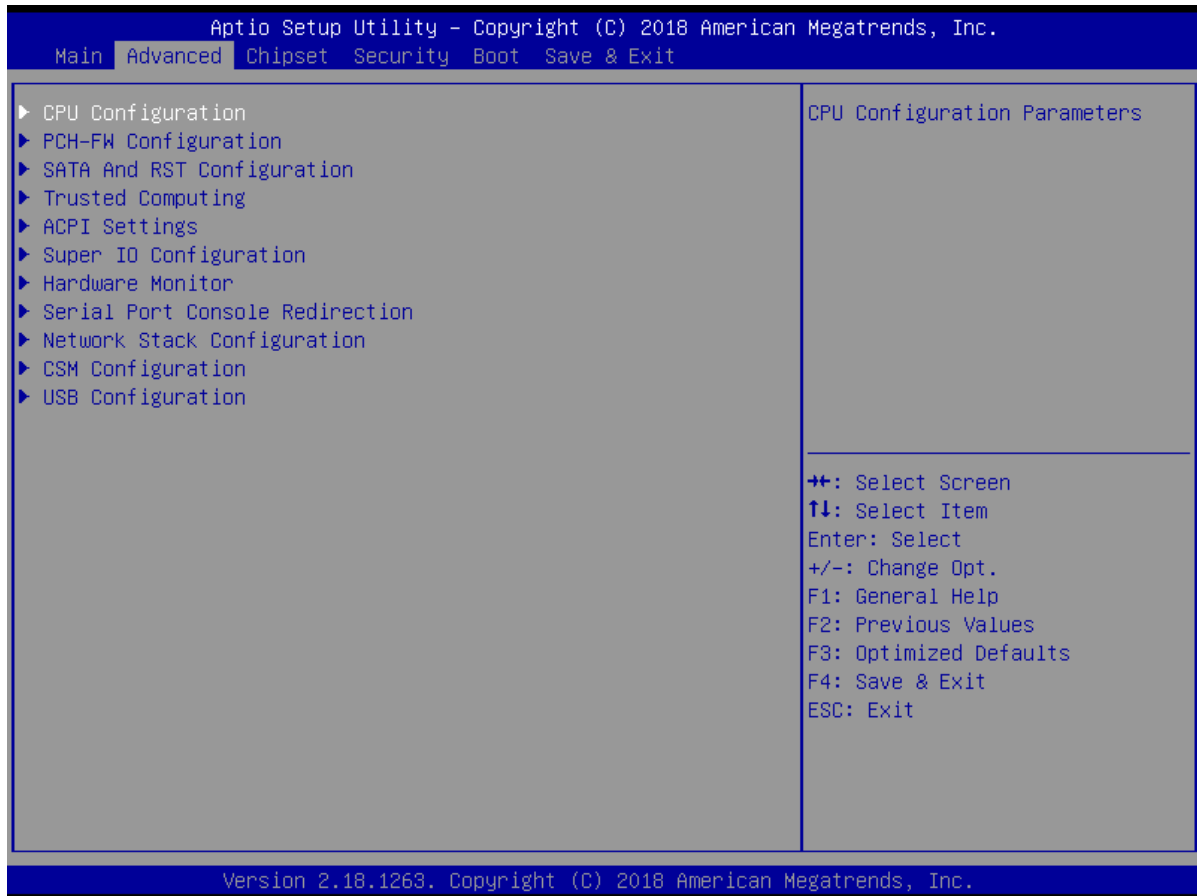 Aptio Setup Utility – Copyright (C) 2018 American Megatrends, Inc.
Main Advanced Chipset Security Boot Save & Exit
▶ CPU Configuration
▶ PCH-FW Configuration
▶ SATA And RST Configuration
▶ Trusted Computing
▶ ACPI Settings
▶ Super IO Configuration
▶ Hardware Monitor
▶ Serial Port Console Redirection
▶ Network Stack Configuration
▶ CSM Configuration
▶ USB Configuration
CPU Configuration Parameters
→←: Select Screen
↑↓: Select Item
Enter: Select
+/-: Change Opt.
F1: General Help
F2: Previous Values
F3: Optimized Defaults
F4: Save & Exit
ESC: Exit
Version 2.18.1263. Copyright (C) 2018 American Megatrends, Inc.